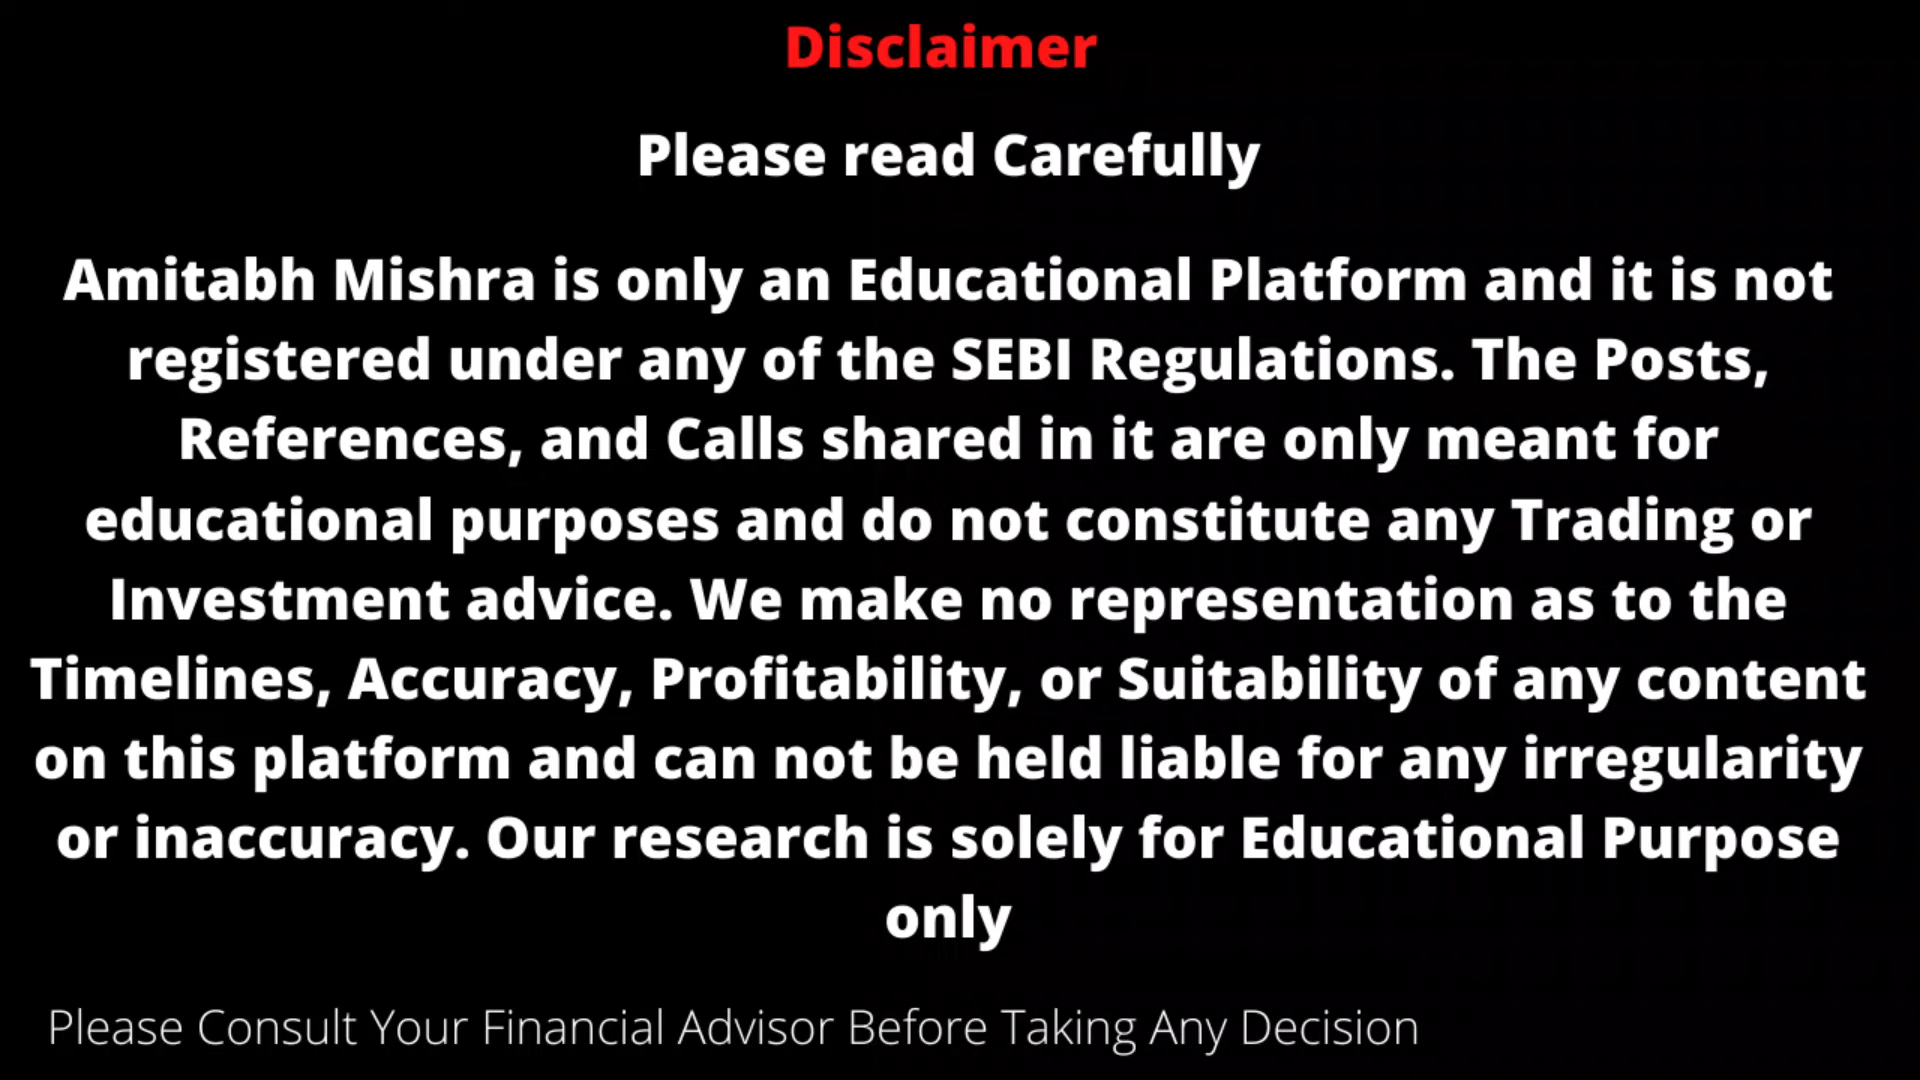 Disclaimer
Please read Carefully
Amitabh Mishra is only an Educational Platform and it is not
registered under any of the SEBI Regulations. The Posts,
References, and Calls shared in it are only meant for
educational purposes and do not constitute any Trading or
Investment advice. We make no representation as to the
Timelines, Accuracy, Profitability, or Suitability of any content
on this platform and can not be held liable for any irregularity
or inaccuracy. Our research is solely for Educational Purpose
only
Please Consult Your Financial Advisor Before Taking Any Decision